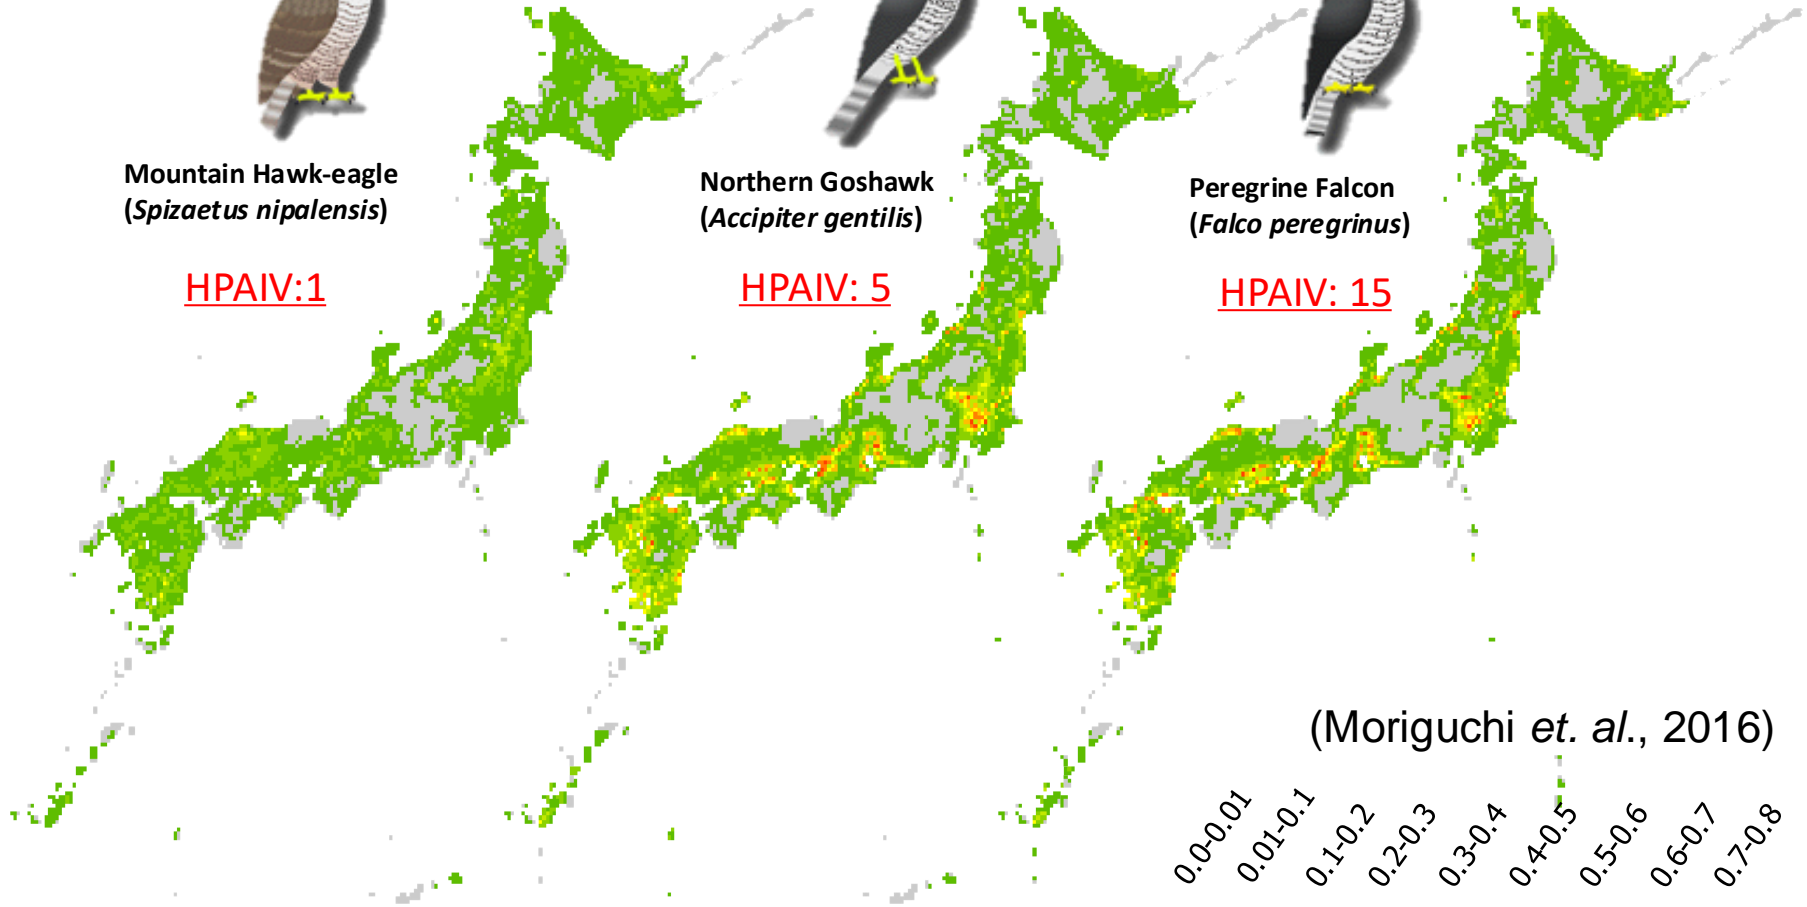 Mountain Hawk-eagle
(Spizaetus nipalensis)
HPAIV:1
Northern Goshawk
(Accipiter gentilis)
HPAIV: 5
Peregrine Falcon
(Falco peregrinus)
HPAIV: 15
(Moriguchi et. al., 2016)
0.0-0.01
0.01-0.1
0.1-0.2
0.2-0.3
0.3-0.4
0.4-0.5
0.5-0.6
0.6-0.7
0.7-0.8